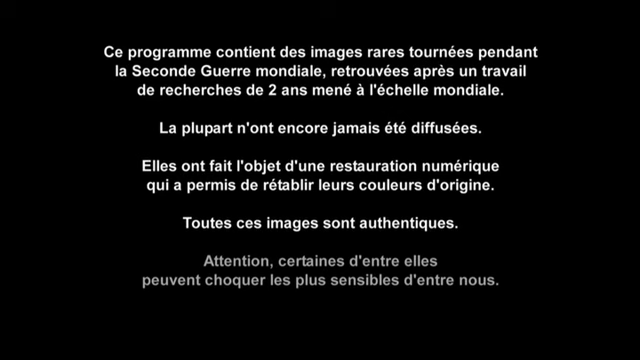 Ce programme contient des images rares tournées pendant
la Seconde Guerre mondiale, retrouvées après un travail
de recherches de 2 ans mené à l'échelle mondiale.
La plupart n'ont encore jamais été diffusées.
Elles ont fait l'objet d'une restauration numérique
qui a permis de rétablir leurs couleurs d'origine.
Toutes ces images sont authentiques.
Attention, certaines d'entre elles
peuvent choquer les plus sensibles d'entre nous.